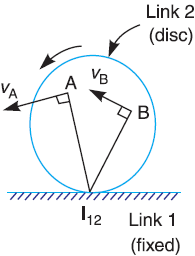 Link 2
(disc)
v_A
A
v_B
B
I_12
Link 1
(fixed)